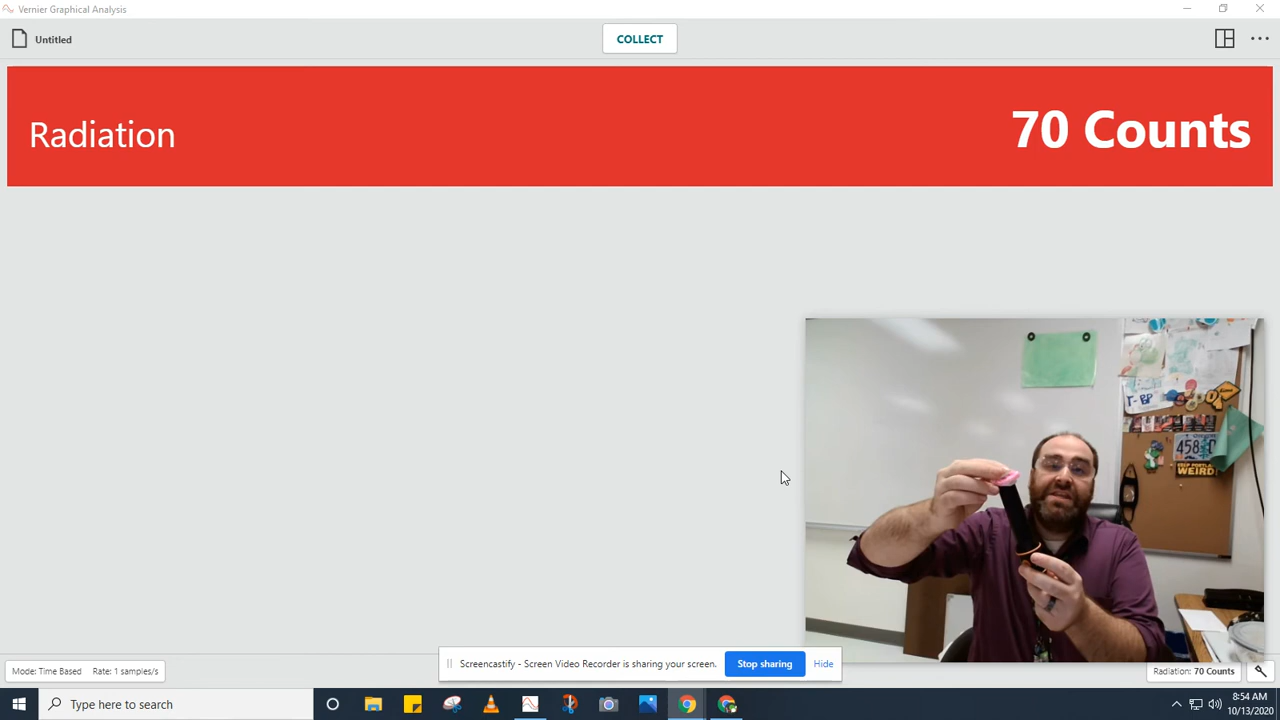 Vernier Graphical Analysis
Untitled
COLLECT
Radiation
70 Counts
KEEP PORTLAND
WEIRD
Mode: Time Based Rate: 1 samples/s
Screencastify - Screen Video Recorder is sharing your screen.
Stop sharing
Hide
Radiation: 70 Counts
Type here to search
8:54 AM
10/13/2020